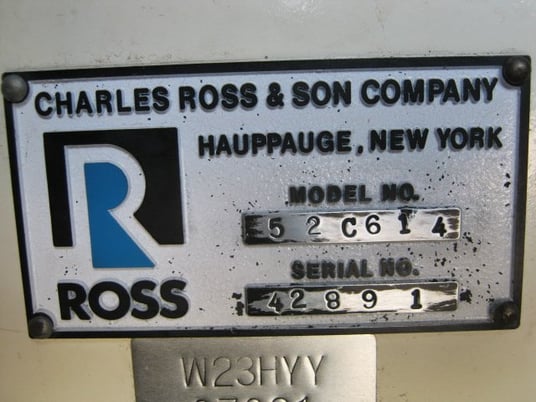 CHARLES ROSS & SON COMPANY
HAUPPAUGE, NEW YORK
R
ROSS
MODEL NO.
52C614
SERIAL NO.
42891
W23HYY